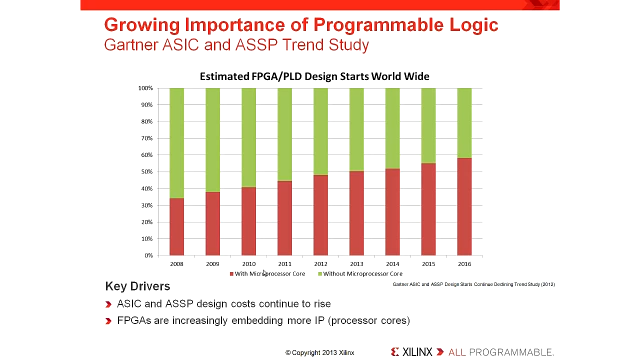 Growing Importance of Programmable Logic
Gartner ASIC and ASSP Trend Study
Estimated FPGA/PLD Design Starts World Wide
100%
90%
80%
70%
60%
50%
40%
30%
20%
10%
0%
2008 2009 2010 2011 2012 2013 2014 2015 2016
With Microprocessor Core Without Microprocessor Core
Gartner ASIC and ASSP Design Starts Continue Declining Trend Study (2012)
Key Drivers
ASIC and ASSP design costs continue to rise
FPGAs are increasingly embedding more IP (processor cores)
© Copyright 2013 Xilinx
XILINX ALL PROGRAMMABLE.